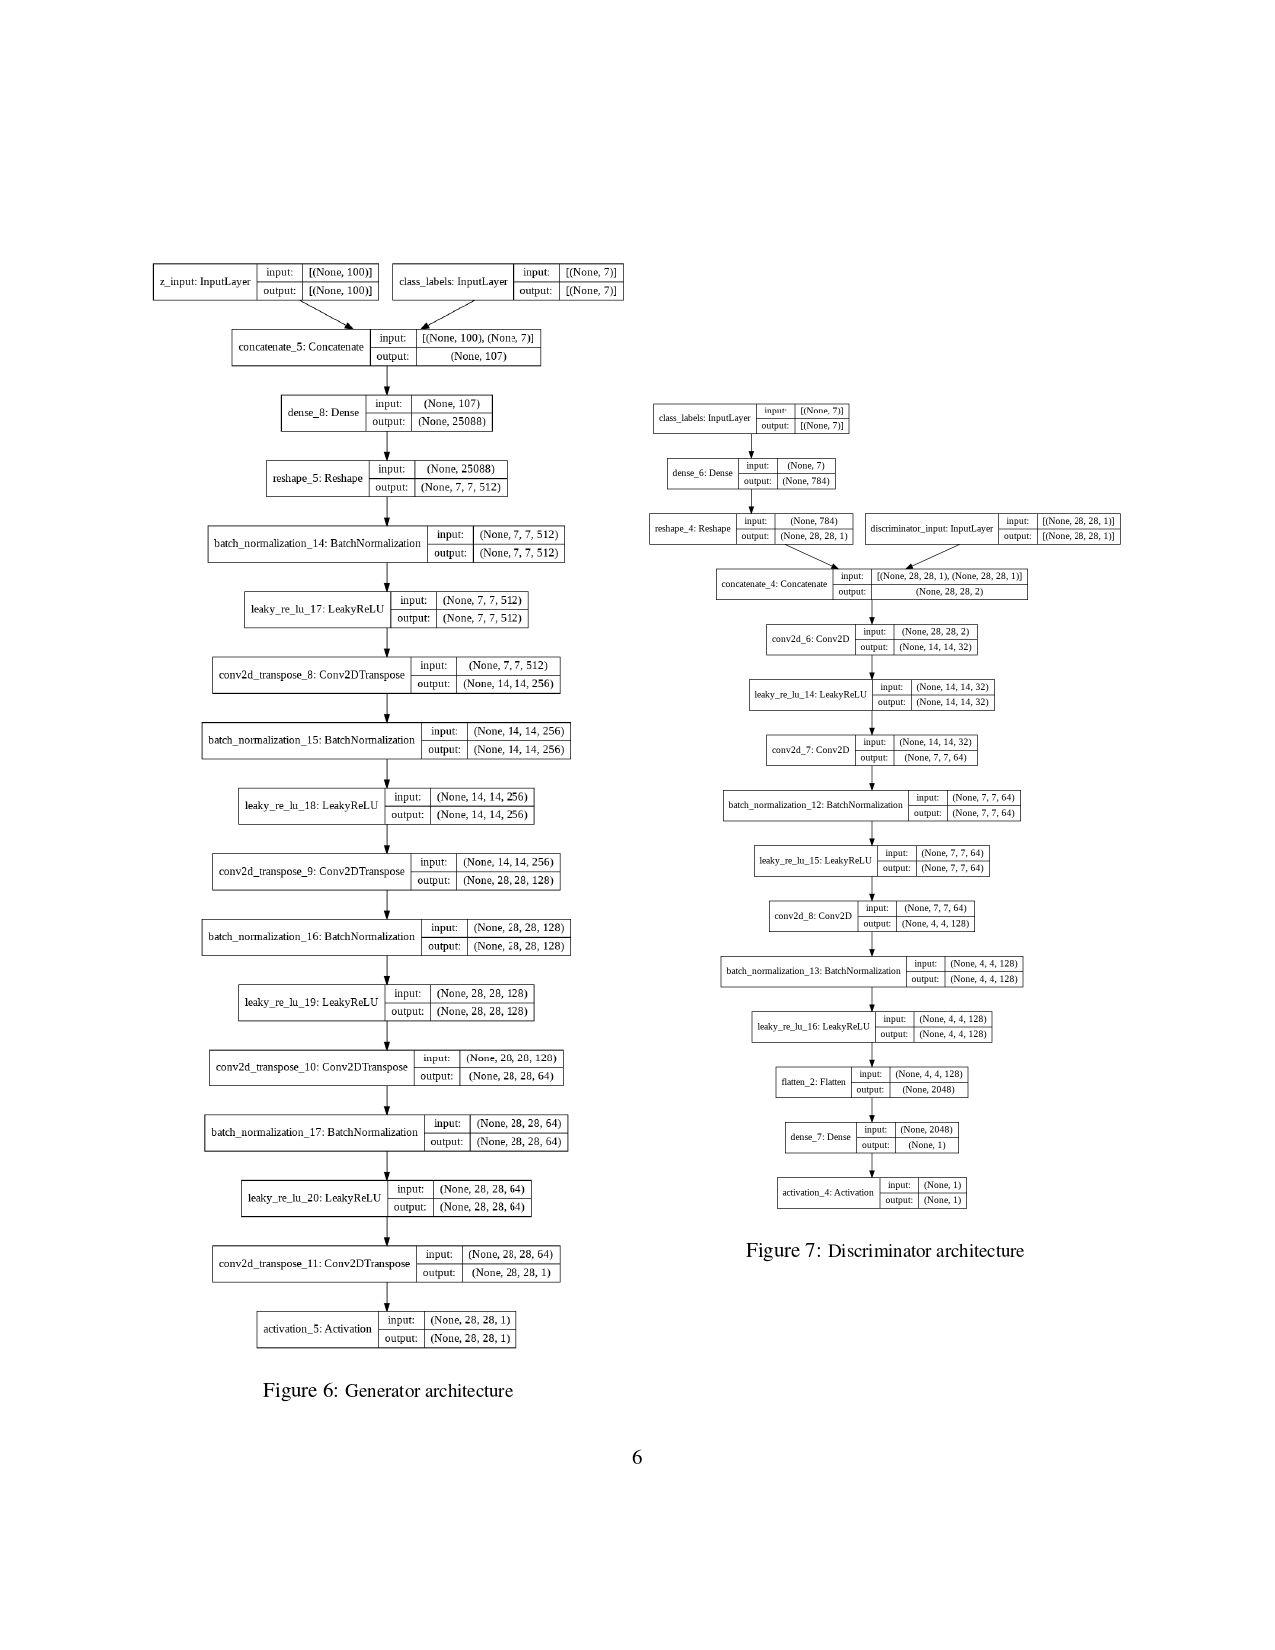 z_input: InputLayer
input: [(None, 100)]
output: [(None, 100)]
class_labels: InputLayer
input: [(None, 7)]
output: [(None, 7)]
concatenate_5: Concatenate
input: [(None, 100), (None, 7)]
output: (None, 107)
dense_8: Dense
input: (None, 107)
output: (None, 25088)
reshape_5: Reshape
input: (None, 25088)
output: (None, 7, 7, 512)
batch_normalization_14: BatchNormalization
input: (None, 7, 7, 512)
output: (None, 7, 7, 512)
leaky_re_lu_17: LeakyReLU
input: (None, 7, 7, 512)
output: (None, 7, 7, 512)
conv2d_transpose_8: Conv2DTranspose
input: (None, 7, 7, 512)
output: (None, 14, 14, 256)
batch_normalization_15: BatchNormalization
input: (None, 14, 14, 256)
output: (None, 14, 14, 256)
leaky_re_lu_18: LeakyReLU
input: (None, 14, 14, 256)
output: (None, 14, 14, 256)
conv2d_transpose_9: Conv2DTranspose
input: (None, 14, 14, 256)
output: (None, 28, 28, 128)
batch_normalization_16: BatchNormalization
input: (None, 28, 28, 128)
output: (None, 28, 28, 128)
leaky_re_lu_19: LeakyReLU
input: (None, 28, 28, 128)
output: (None, 28, 28, 128)
conv2d_transpose_10: Conv2DTranspose
input: (None, 28, 28, 128)
output: (None, 28, 28, 64)
batch_normalization_17: BatchNormalization
input: (None, 28, 28, 64)
output: (None, 28, 28, 64)
leaky_re_lu_20: LeakyReLU
input: (None, 28, 28, 64)
output: (None, 28, 28, 64)
conv2d_transpose_11: Conv2DTranspose
input: (None, 28, 28, 64)
output: (None, 28, 28, 1)
activation_5: Activation
input: (None, 28, 28, 1)
output: (None, 28, 28, 1)
Figure 6: Generator architecture
class_labels: InputLayer
input: [(None, 7)]
output: [(None, 7)]
dense_6: Dense
input: (None, 7)
output: (None, 784)
reshape_4: Reshape
input: (None, 784)
output: (None, 28, 28, 1)
discriminator_input: InputLayer
input: [(None, 28, 28, 1)]
output: [(None, 28, 28, 1)]
concatenate_4: Concatenate
input: [(None, 28, 28, 1), (None, 28, 28, 1)]
output: (None, 28, 28, 2)
conv2d_6: Conv2D
input: (None, 28, 28, 2)
output: (None, 14, 14, 32)
leaky_re_lu_14: LeakyReLU
input: (None, 14, 14, 32)
output: (None, 14, 14, 32)
conv2d_7: Conv2D
input: (None, 14, 14, 32)
output: (None, 7, 7, 64)
batch_normalization_12: BatchNormalization
input: (None, 7, 7, 64)
output: (None, 7, 7, 64)
leaky_re_lu_15: LeakyReLU
input: (None, 7, 7, 64)
output: (None, 7, 7, 64)
conv2d_8: Conv2D
input: (None, 7, 7, 64)
output: (None, 4, 4, 128)
batch_normalization_13: BatchNormalization
input: (None, 4, 4, 128)
output: (None, 4, 4, 128)
leaky_re_lu_16: LeakyReLU
input: (None, 4, 4, 128)
output: (None, 4, 4, 128)
flatten_2: Flatten
input: (None, 4, 4, 128)
output: (None, 2048)
dense_7: Dense
input: (None, 2048)
output: (None, 1)
activation_4: Activation
input: (None, 1)
output: (None, 1)
Figure 7: Discriminator architecture
6